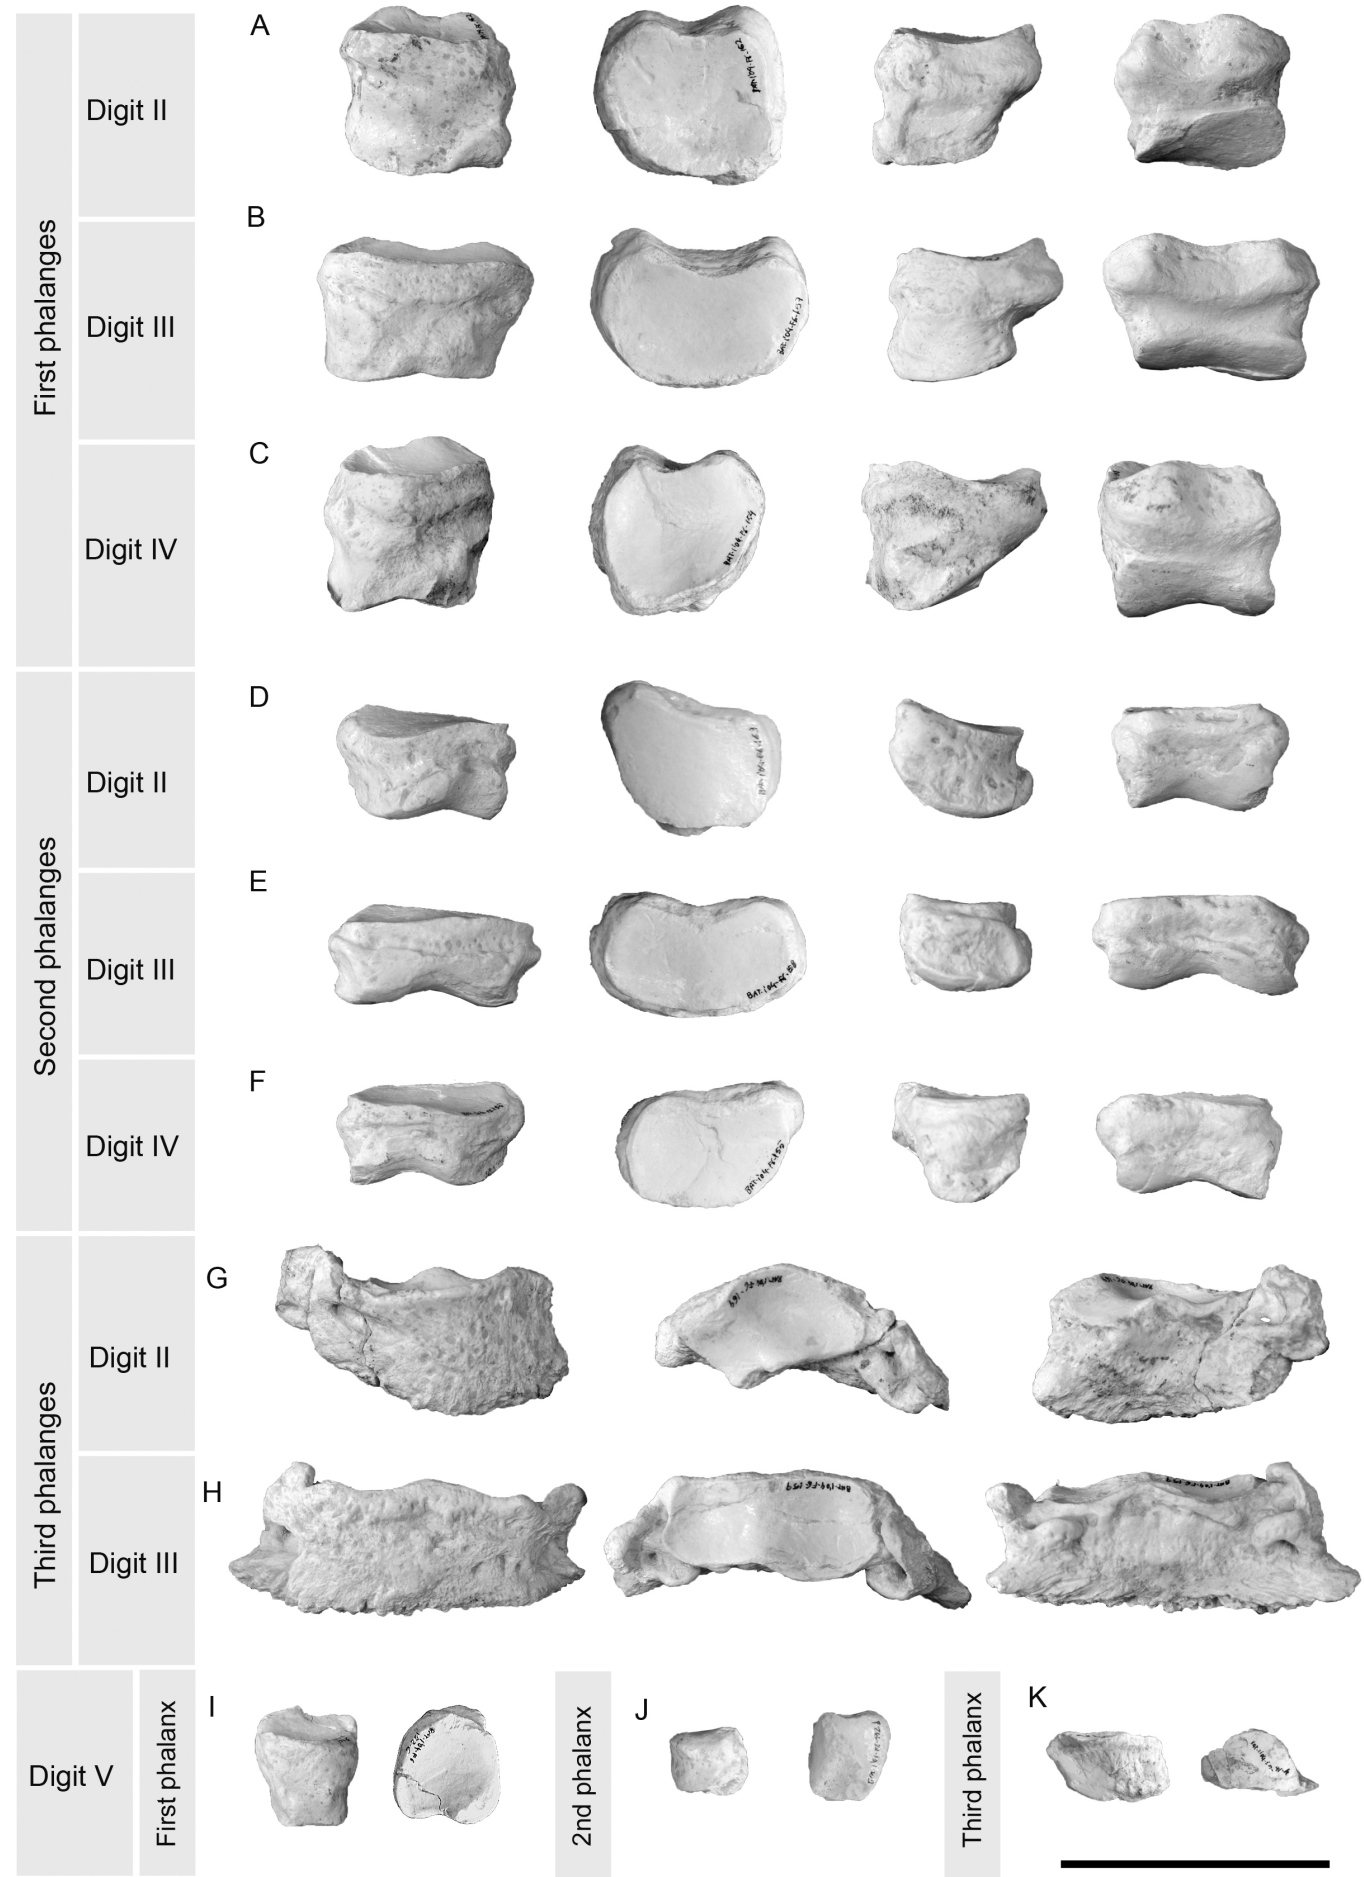 First phalanges
Digit II
A
Digit III
B
Digit IV
C
Second phalanges
Digit II
D
Digit III
E
Digit IV
F
Third phalanges
Digit II
G
Digit III
H
Digit V
First phalanx
I
2nd phalanx
J
Third phalanx
K